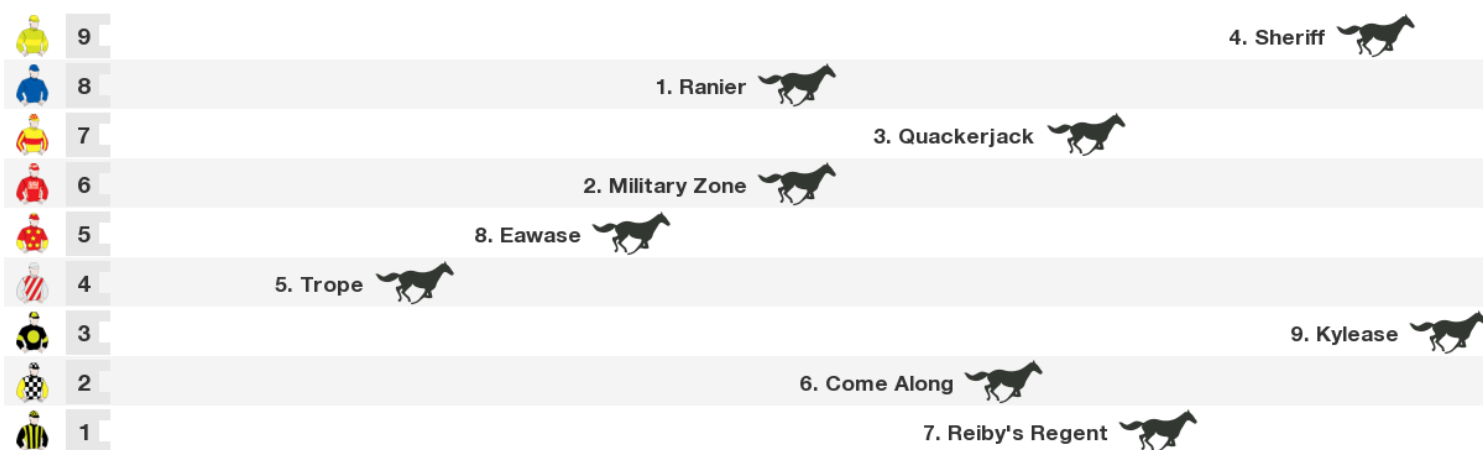 9 4. Sheriff
8 1. Ranier
7 3. Quackerjack
6 2. Military Zone
5 8. Eawase
4 5. Trope
3 9. Kylease
2 6. Come Along
1 7. Reiby's Regent